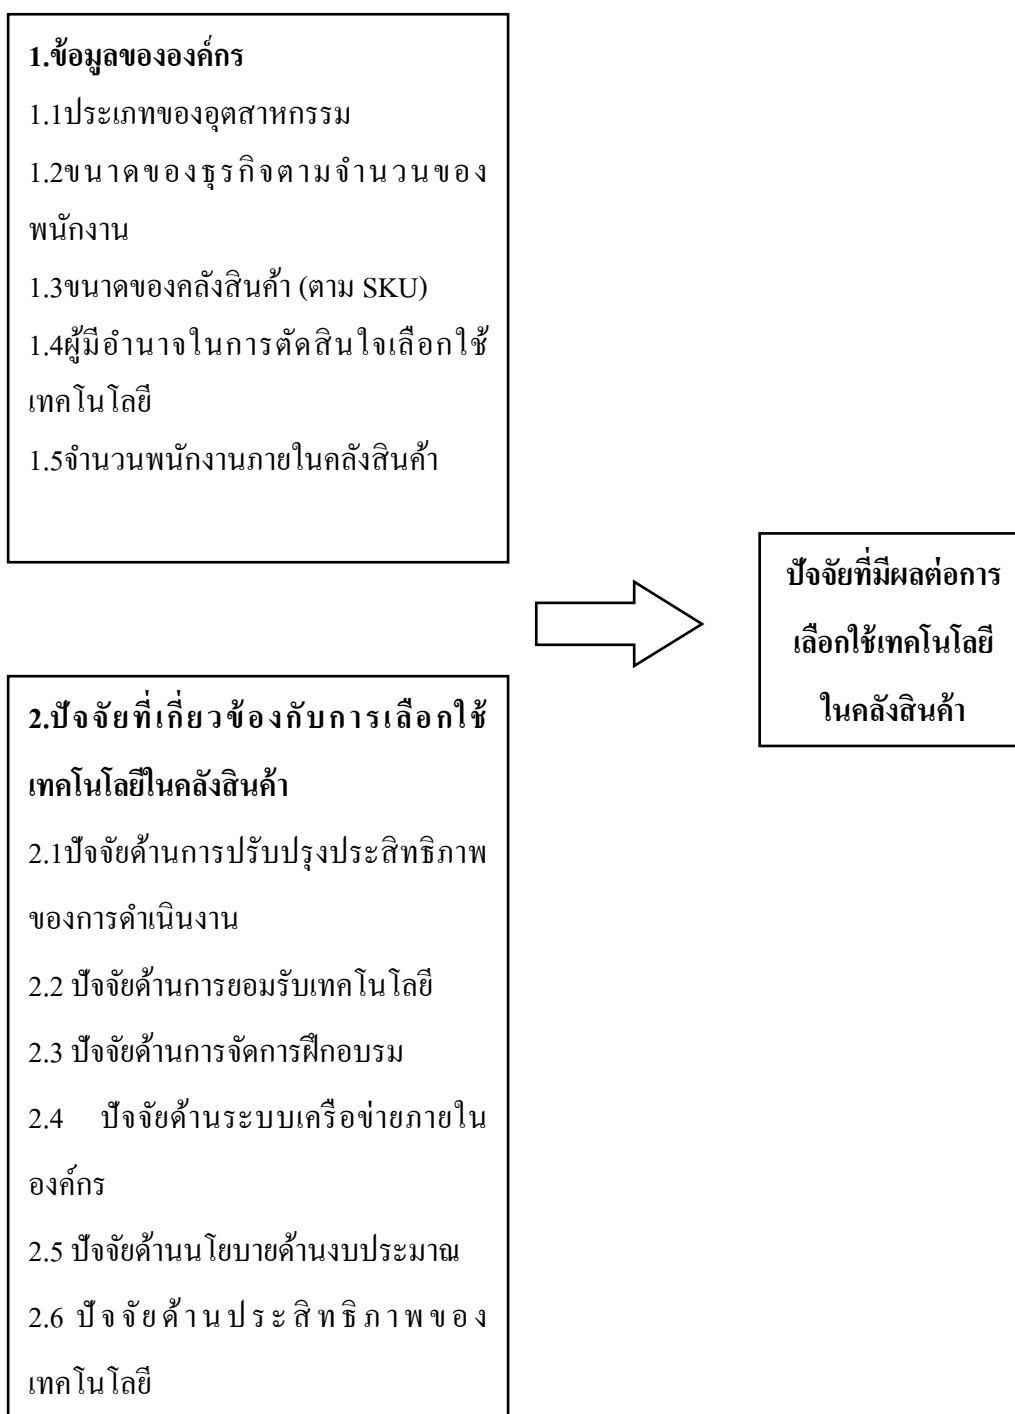 1.ข้อมูลขององค์กร
1.1ประเภทของอุตสาหกรรม
1.2ขนาดของธุรกิจตามจำนวนของ
พนักงาน
1.3ขนาดของคลังสินค้า (ตาม SKU)
1.4ผู้มีอำนาจในการตัดสินใจเลือกใช้
เทคโนโลยี
1.5จำนวนพนักงานภายในคลังสินค้า
2.ปัจจัยที่เกี่ยวข้องกับการเลือกใช้
เทคโนโลยีในคลังสินค้า
2.1ปัจจัยด้านการปรับปรุงประสิทธิภาพ
ของการดำเนินงาน
2.2 ปัจจัยด้านการยอมรับเทคโนโลยี
2.3 ปัจจัยด้านการจัดการฝึกอบรม
2.4 ปัจจัยด้านระบบเครือข่ายภายใน
องค์กร
2.5 ปัจจัยด้านนโยบายด้านงบประมาณ
2.6 ปัจจัยด้านประสิทธิภาพของ
เทคโนโลยี
ปัจจัยที่มีผลต่อการ
เลือกใช้เทคโนโลยี
ในคลังสินค้า